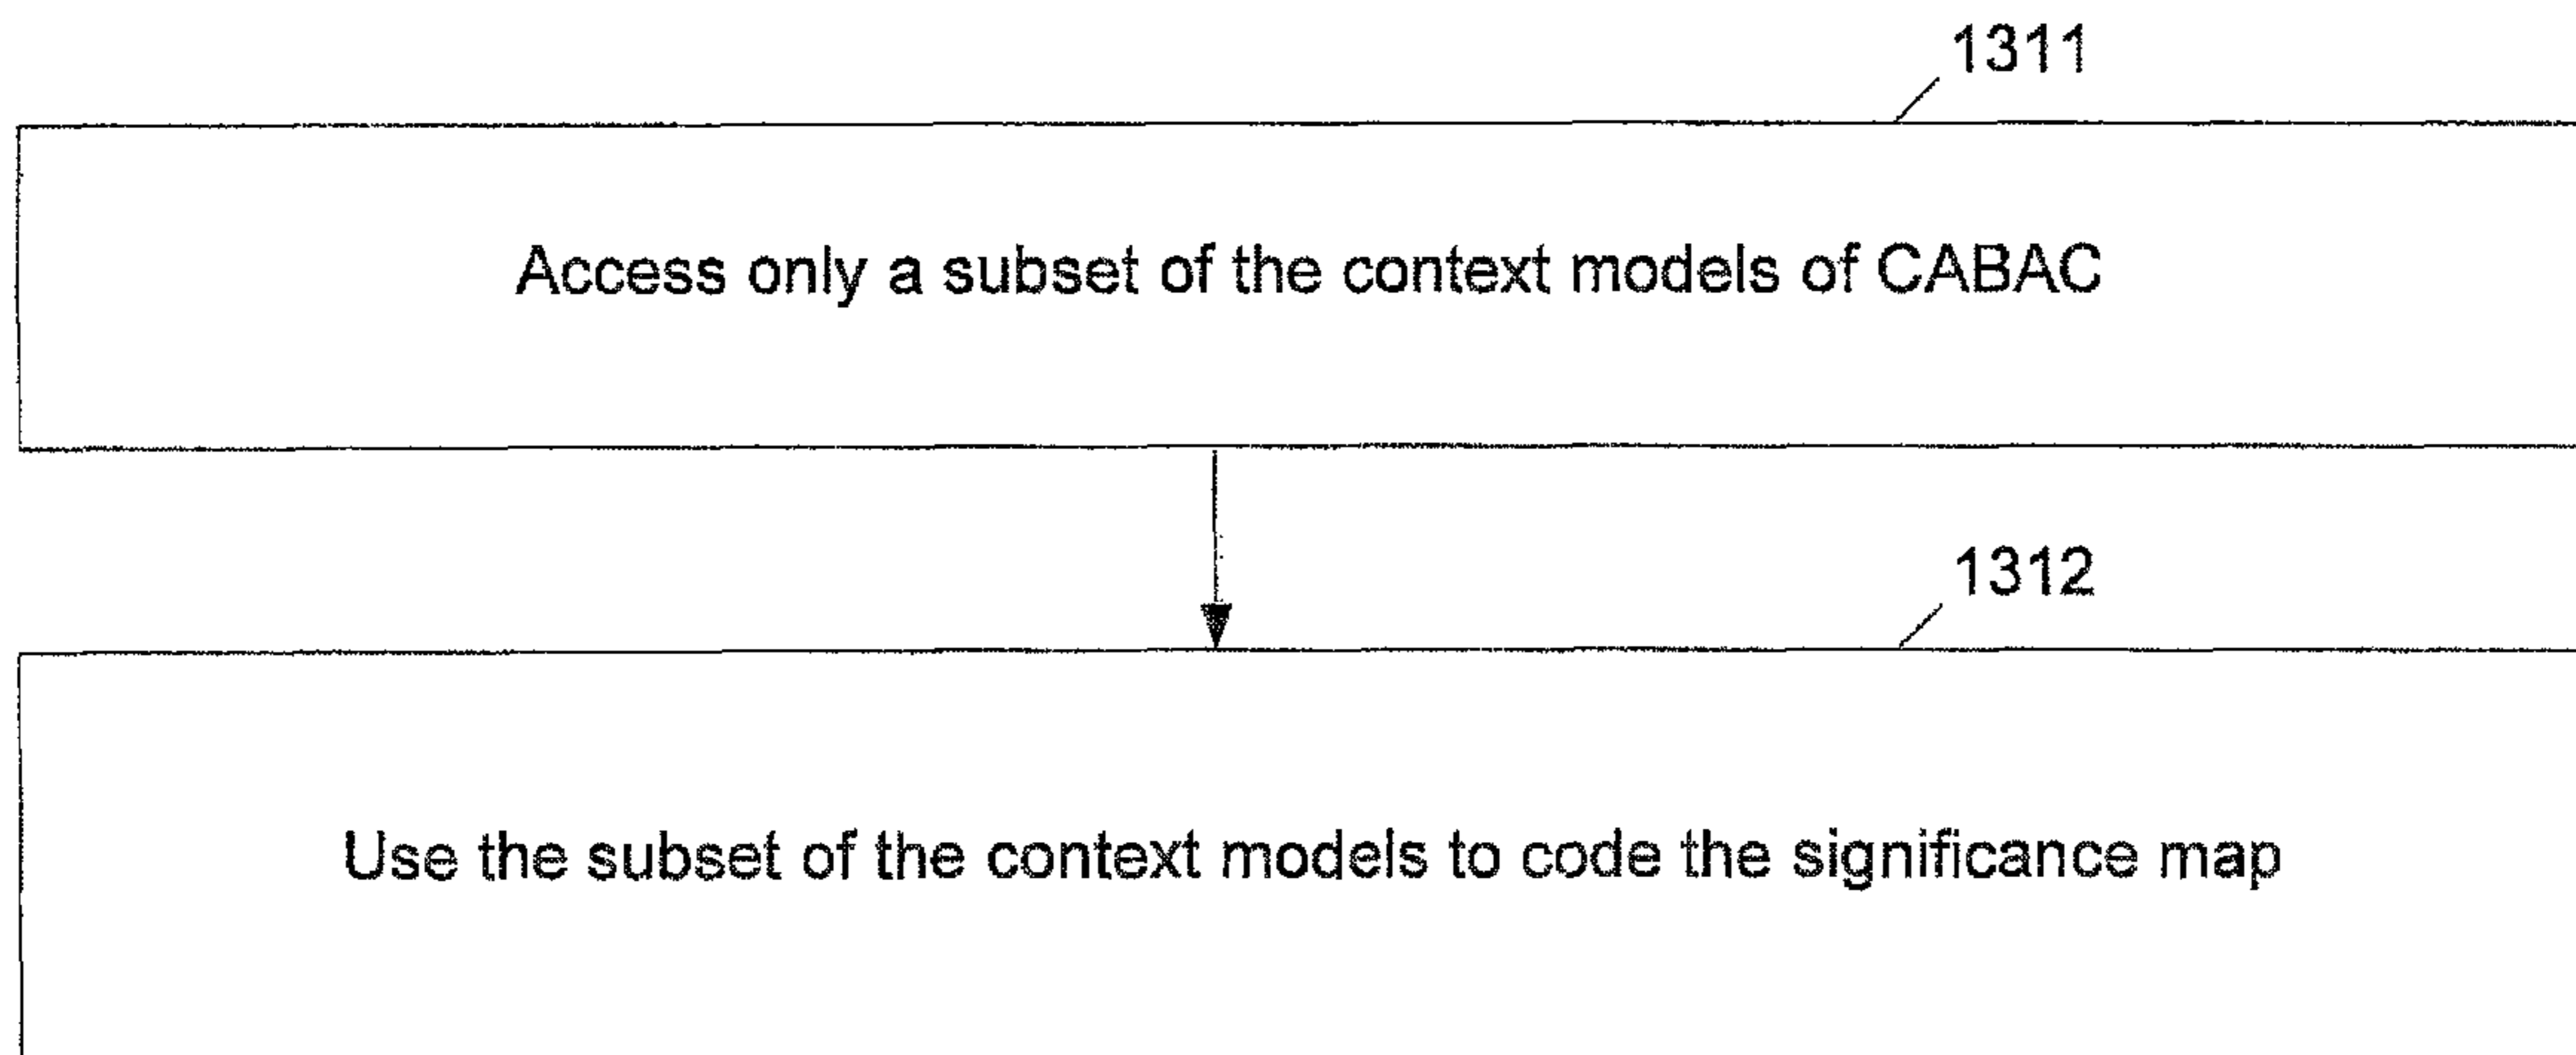 1311
Access only a subset of the context models of CABAC
1312
Use the subset of the context models to code the significance map